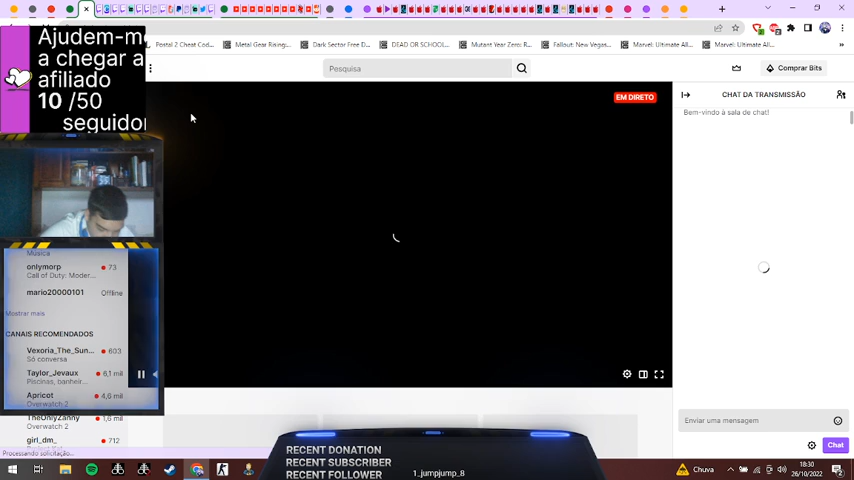 Portal 2 Cheat Cod...
Metal Gear Rising:...
Dark Sector Free D...
DEAD OR SCHOOL...
Mutant Year Zero: R...
Fallout: New Vegas...
Marvel: Ultimate All...
Marvel: Ultimate All...
Ajudem-m
a chegar a
afiliado
10 /50
seguidor
Pesquisa
Comprar Bits
EM DIRETO
CHAT DA TRANSMISSÃO
Bem-vindo à sala de chat!
Música
onlymorp
73
Call of Duty: Moder...
mario20000101
Offline
Mostrar mais
CANAIS RECOMENDADOS
Vexoria_The_Sun...
603
Só conversa
Taylor_Jevaux
6,1 mil
Piscinas, banheir...
Apricot
4,6 mil
Overwatch 2
TheOnlyZanny
1,6 mil
Overwatch 2
girl_dm_
712
Processando solicitação...
Enviar uma mensagem
Chat
RECENT DONATION
RECENT SUBSCRIBER
RECENT FOLLOWER
1_jumpjump_8
Chuva
18:30
26/10/2022